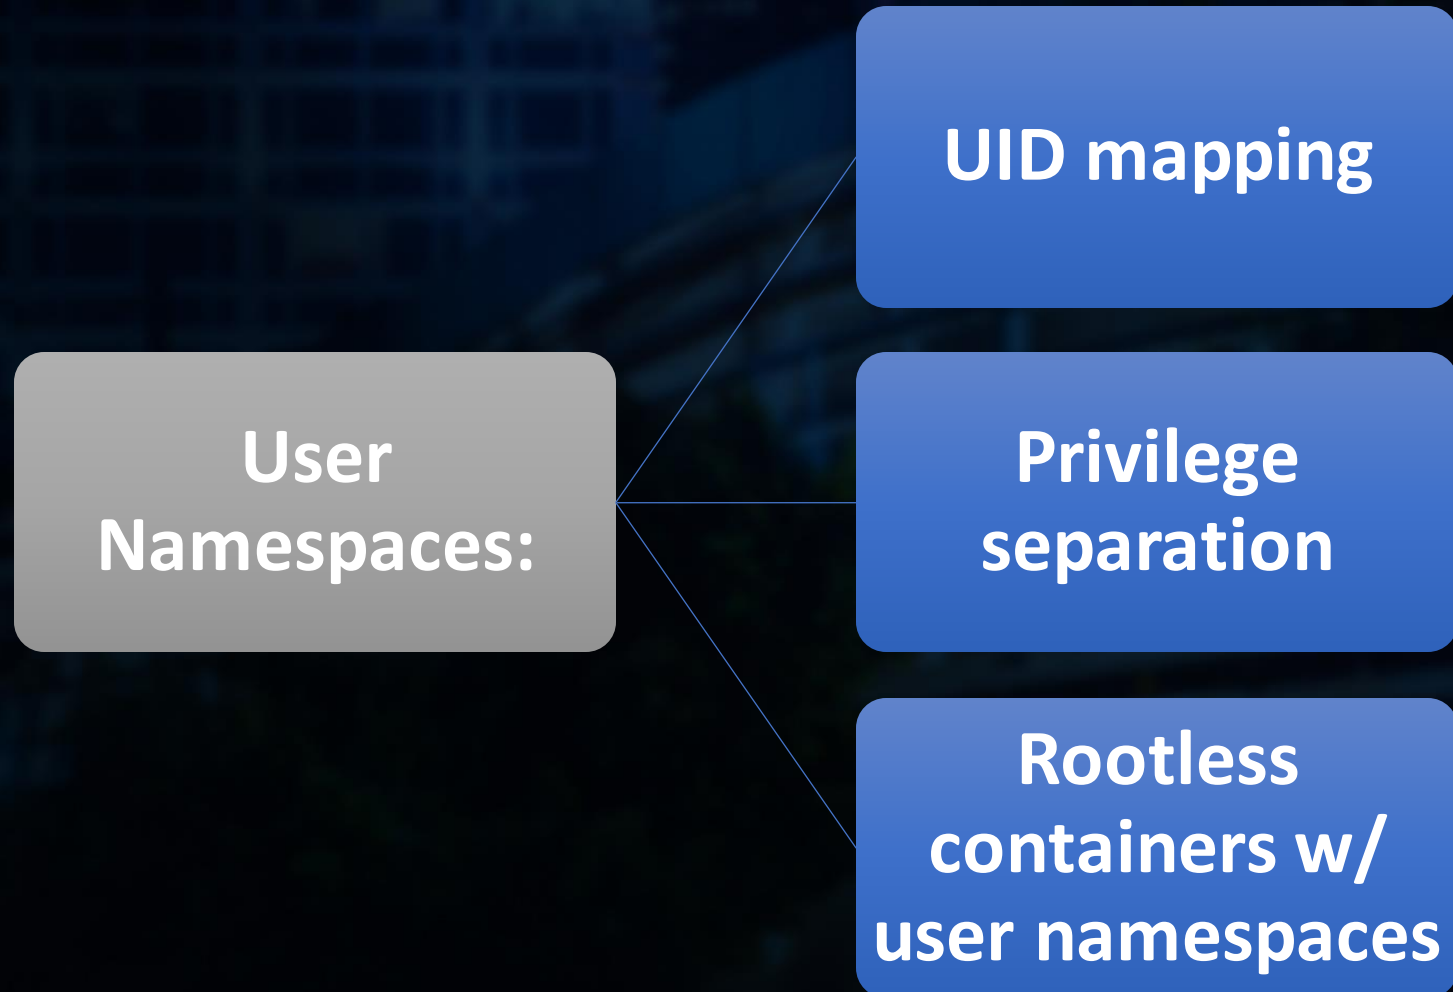 UID mapping
User
Namespaces:
Privilege
separation
Rootless
containers w/
user namespaces